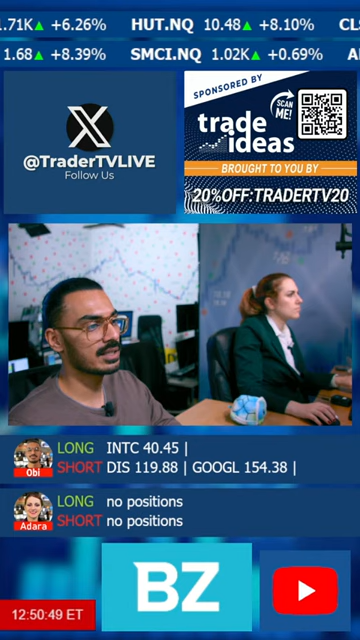 1.71K▲ +6.26% HUT.NQ 10.48▲ +8.10%
1.68▲ +8.39% SMCI.NQ 1.02K▲ +0.69%
@TraderTVLIVE
Follow Us
SPONSORED BY
SCAN
ME!
trade
ideas
BROUGHT TO YOU BY
20%OFF:TRADERTV20
Obi
LONG INTC 40.45 |
SHORT DIS 119.88 | GOOGL 154.38 |
Adara
LONG no positions
SHORT no positions
BZ
12:50:49 ET